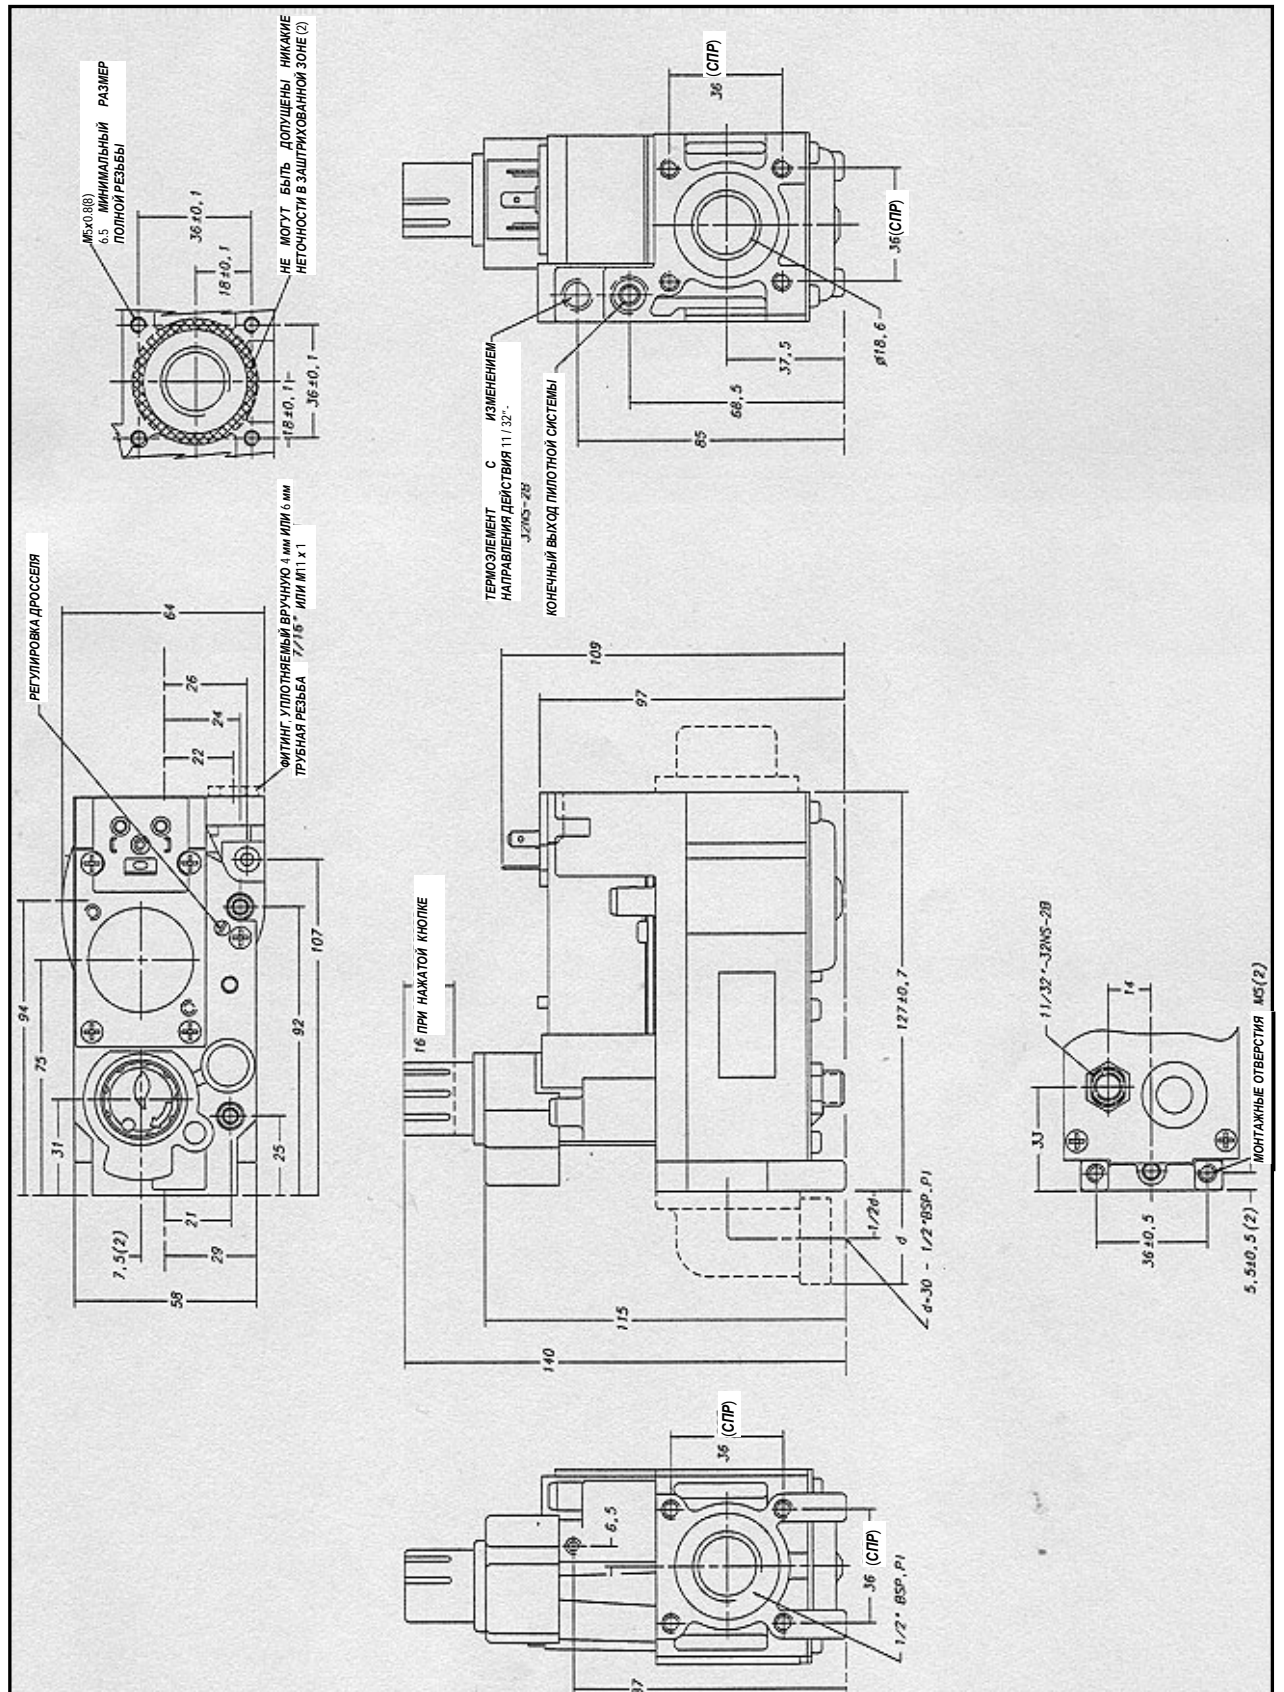 M5x0.8(8)
6.5 МИНИМАЛЬНЫЙ РАЗМЕР
ПОЛНОЙ РЕЗЬБЫ
НЕ МОГУТ БЫТЬ ДОПУЩЕНЫ НИКАКИЕ
НЕТОЧНОСТИ В ЗАШТРИХОВАННОЙ ЗОНЕ (2)
36±0,1
18±0,1
18±0,1
36±0,1
36 (СПР)
36(СПР)
ø18,6
37,5
68,5
85
ТЕРМОЭЛЕМЕНТ С ИЗМЕНЕНИЕМ
НАПРАВЛЕНИЯ ДЕЙСТВИЯ 11 / 32"-
32NS-2B
КОНЕЧНЫЙ ВЫХОД ПИЛОТНОЙ СИСТЕМЫ
РЕГУЛИРОВКА ДРОССЕЛЯ
ФИТИНГ, УПЛОТНЯЕМЫЙ ВРУЧНУЮ 4 мм ИЛИ 6 мм
ТРУБНАЯ РЕЗЬБА 7/16" ИЛИ М11 x 1
64
26
24
22
94
75
31
107
92
25
21
29
7,5(2)
58
109
97
16 ПРИ НАЖАТОЙ КНОПКЕ
127±0,7
1/2d
d
d=30 - 1/2"BSP.P1
115
140
11/32"-32NS-2B
14
33
МОНТАЖНЫЕ ОТВЕРСТИЯ M5(2)
36±0,5
5,5±0,5(2)
36 (СПР)
6,5
36 (СПР)
1/2" BSP.P1